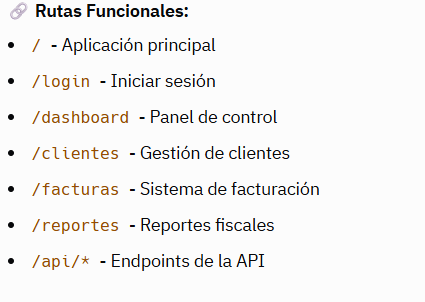 🔗 Rutas Funcionales:
• / - Aplicación principal
• /login - Iniciar sesión
• /dashboard - Panel de control
• /clientes - Gestión de clientes
• /facturas - Sistema de facturación
• /reportes - Reportes fiscales
• /api/* - Endpoints de la API